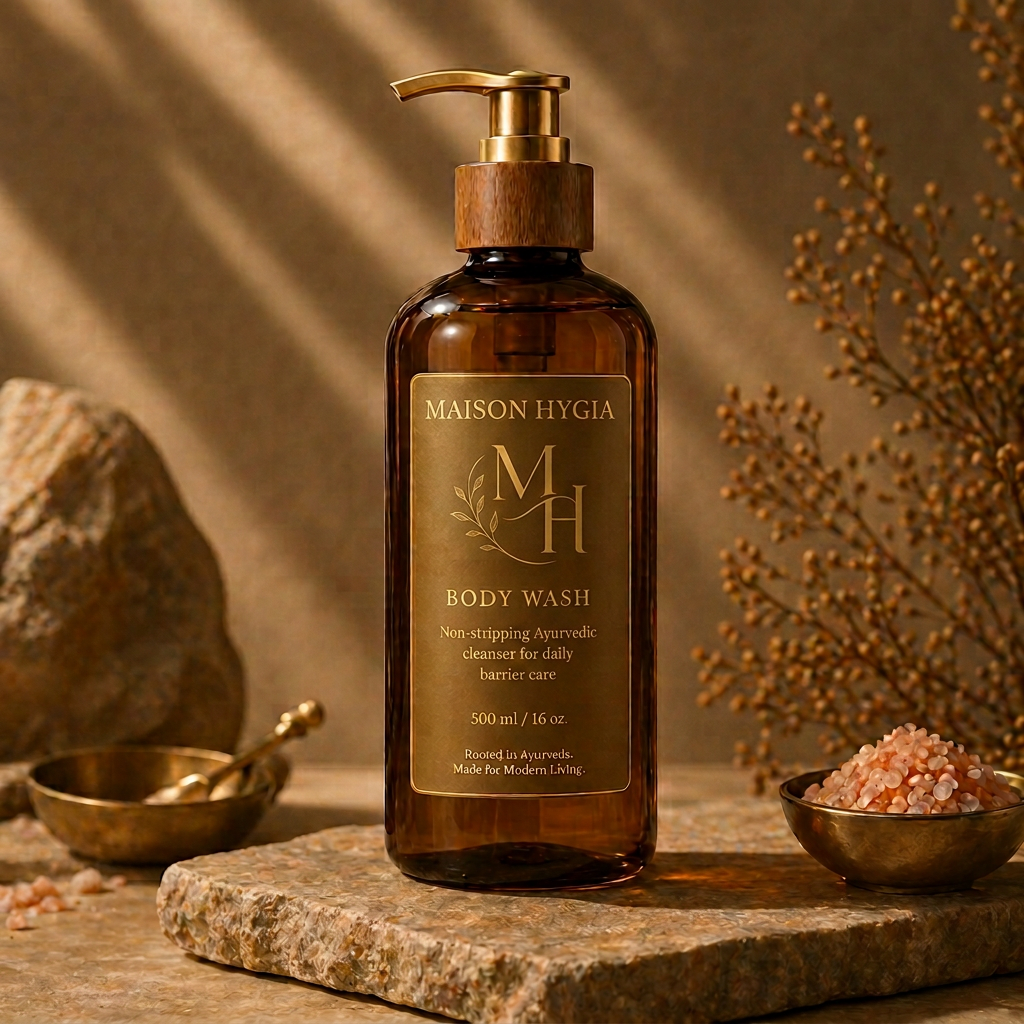 MAISON HYGIA
MH
BODY WASH
Non-stripping Ayurvedic
cleanser for daily
barrier care
500 ml / 16 oz.
Rooted in Ayurveds.
Made for Modern Living.